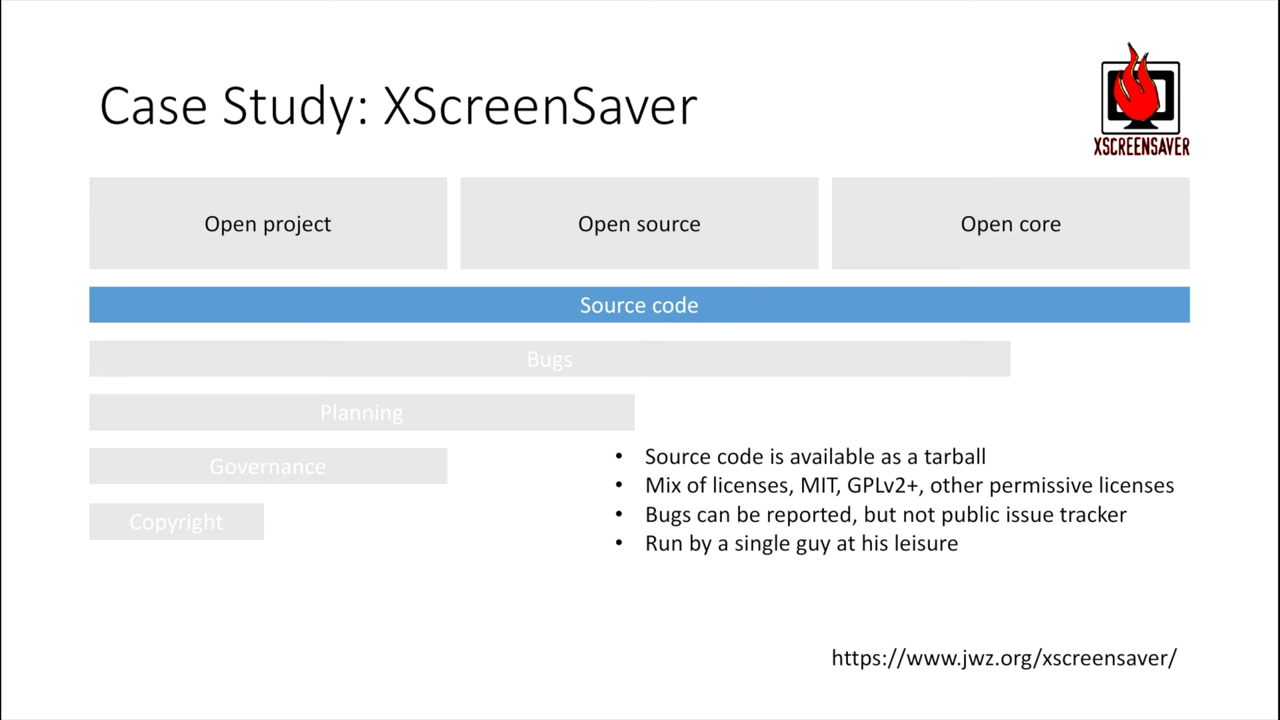 Case Study: XScreenSaver
XSCREENSAVER
Open project
Open source
Open core
Source code
Bugs
Planning
Governance
Copyright
• Source code is available as a tarball
• Mix of licenses, MIT, GPLv2+, other permissive licenses
• Bugs can be reported, but not public issue tracker
• Run by a single guy at his leisure
https://www.jwz.org/xscreensaver/